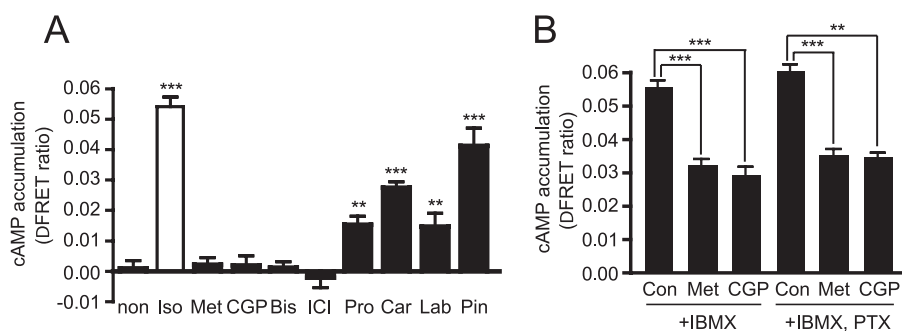 A
cAMP accumulation
(DFRET ratio)
0.06
0.05
0.04
0.03
0.02
0.01
0.00
-0.01
***
**
***
**
***
non Iso Met CGP Bis ICI Pro Car Lab Pin
B
cAMP accumulation
(DFRET ratio)
0.06
0.05
0.04
0.03
0.02
0.01
0.00
***
***
**
***
Con Met CGP Con Met CGP
+IBMX +IBMX, PTX